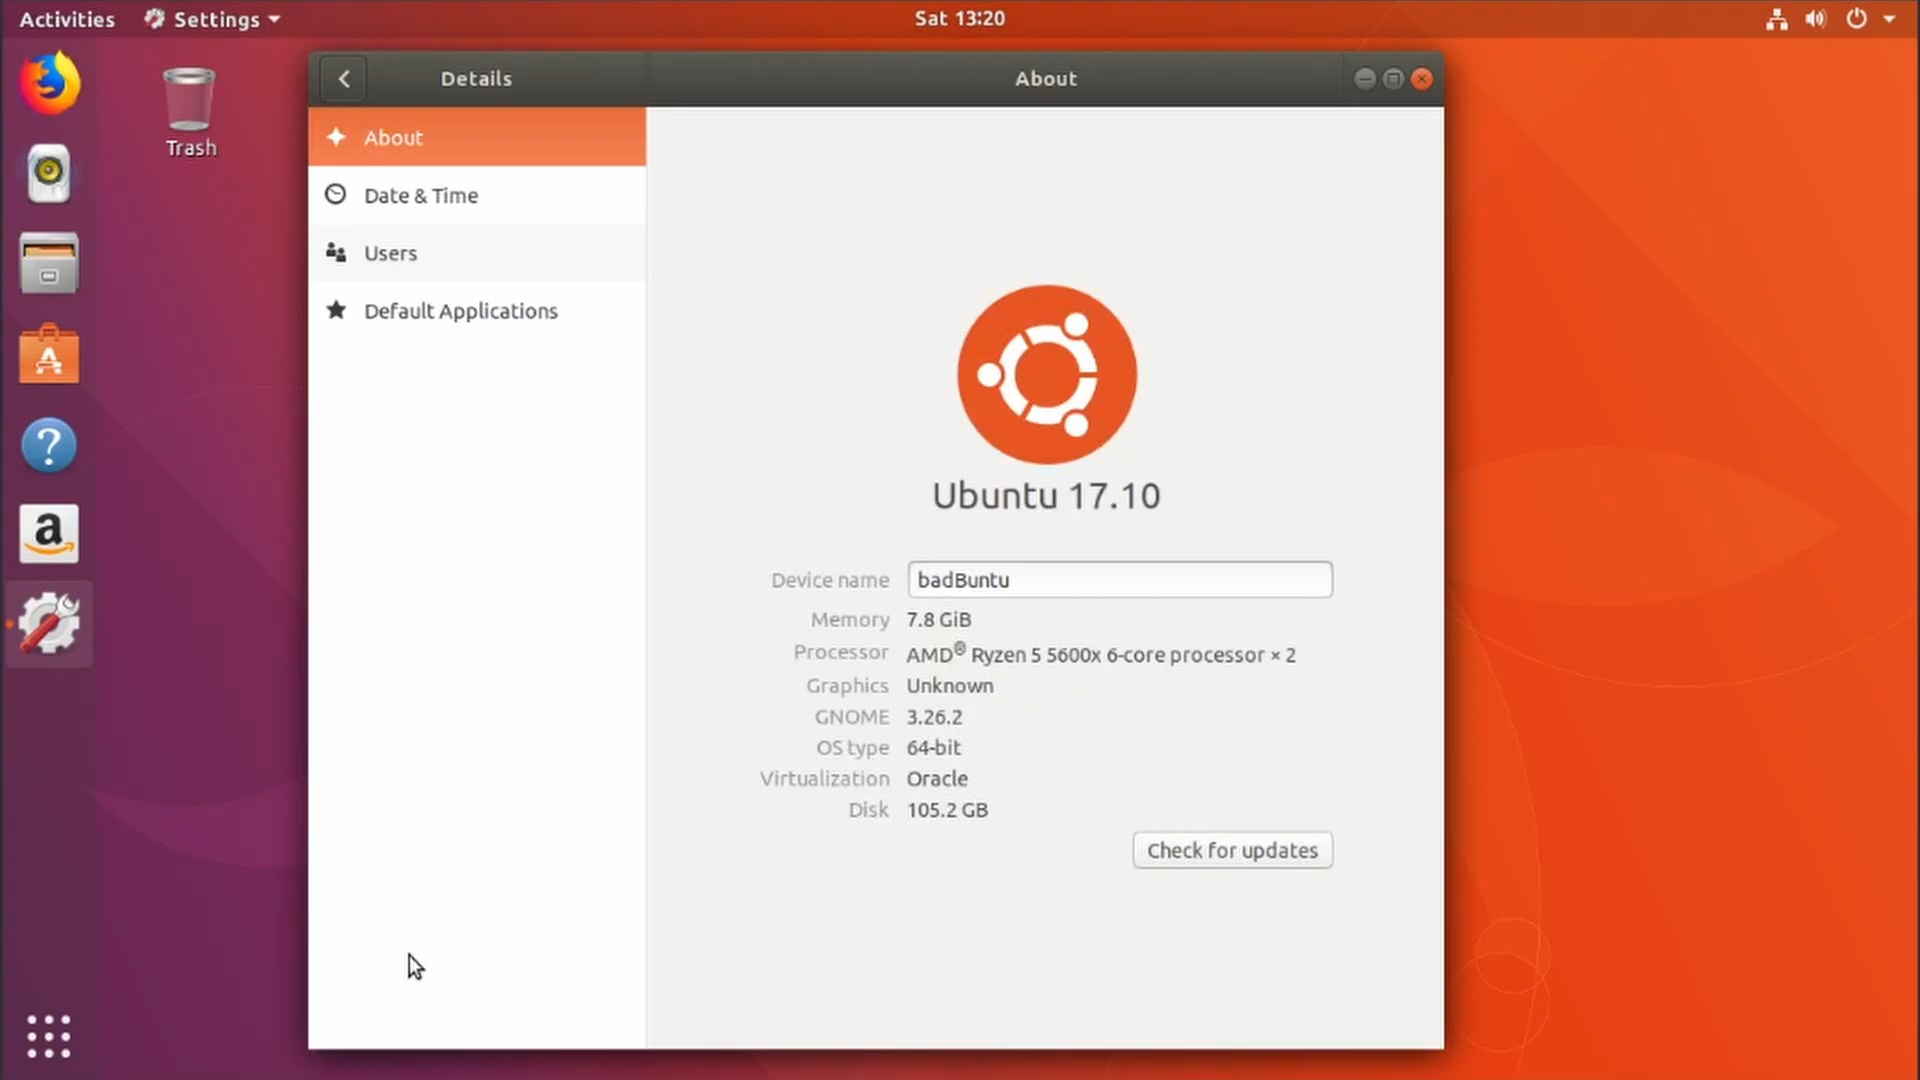 Activities Settings Sat 13:20
Trash
Details About
About
Date & Time
Users
Default Applications
Ubuntu 17.10
Device name badBuntu
Memory 7.8 GiB
Processor AMD® Ryzen 5 5600x 6-core processor × 2
Graphics Unknown
GNOME 3.26.2
OS type 64-bit
Virtualization Oracle
Disk 105.2 GB
Check for updates